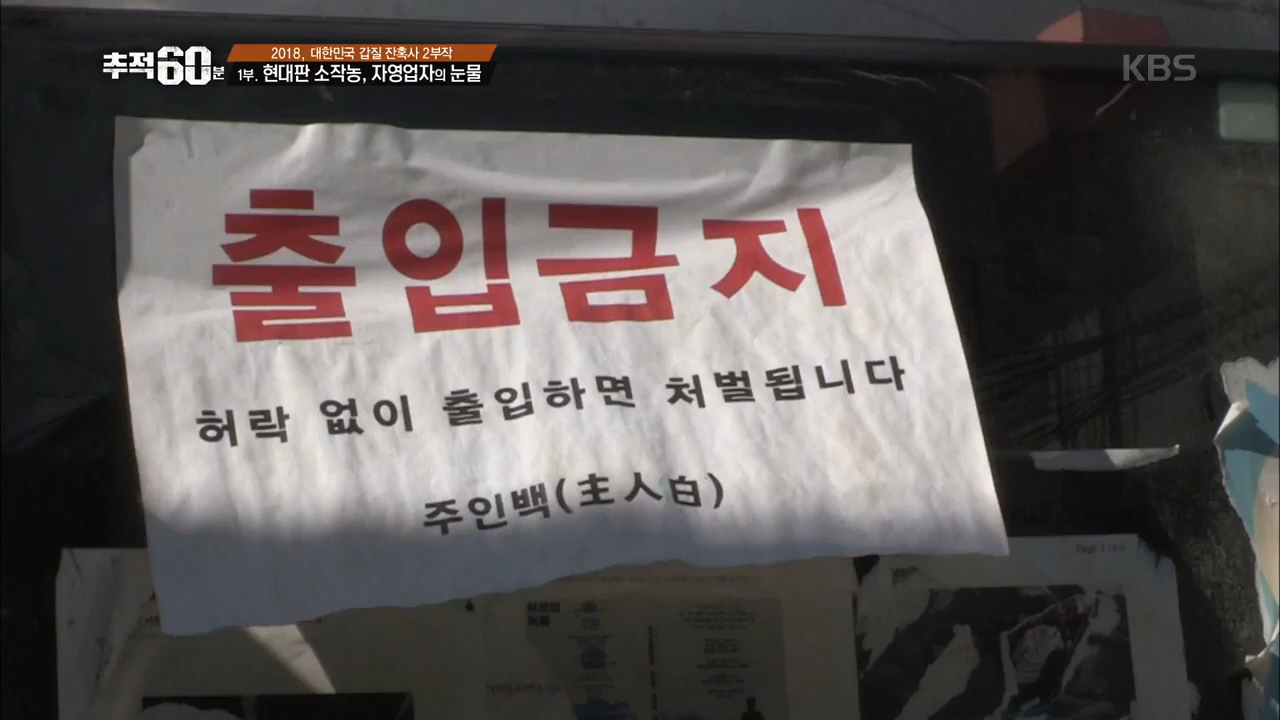 추적60분
2018, 대한민국 갑질 잔혹사 2부작
1부. 현대판 소작농, 자영업자의 눈물
KBS
출입금지
허락 없이 출입하면 처벌됩니다
주인백(主人白)